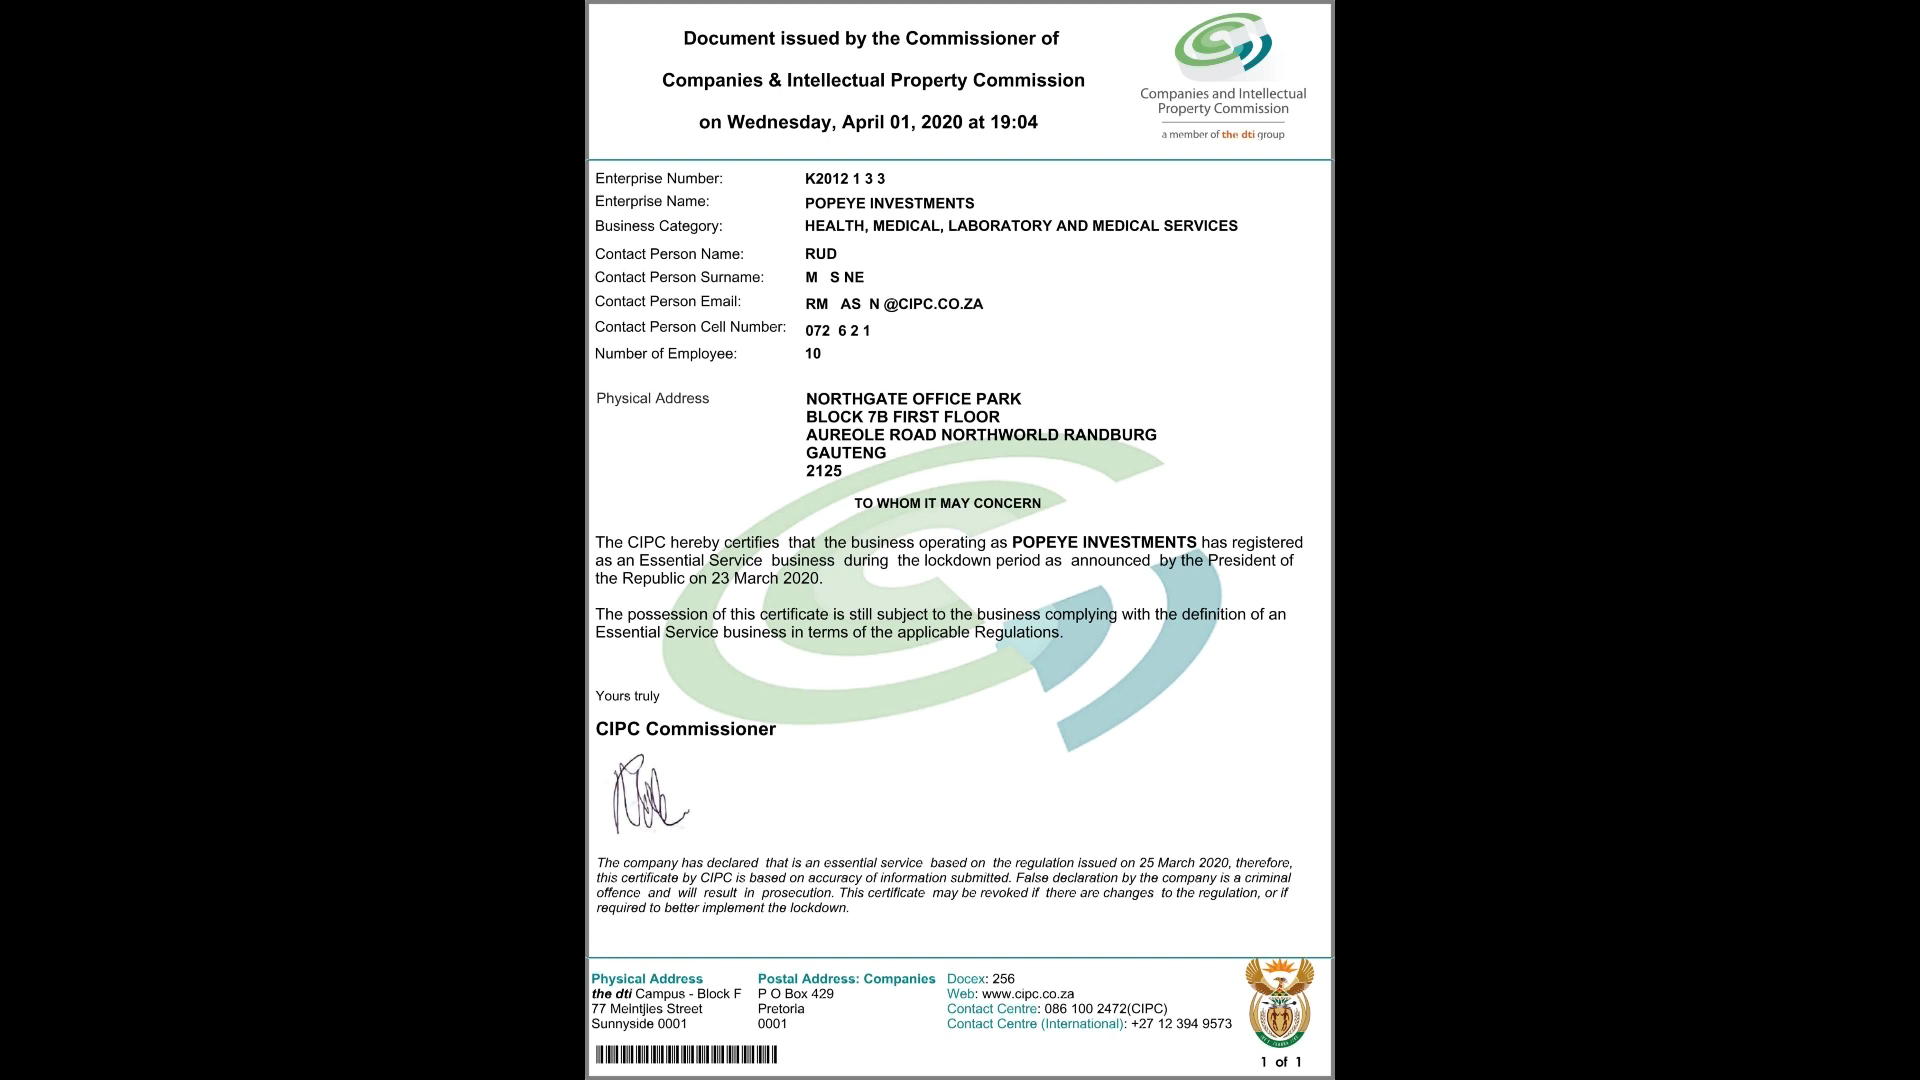 Document issued by the Commissioner of
Companies & Intellectual Property Commission
on Wednesday, April 01, 2020 at 19:04
Companies and Intellectual
Property Commission
a member of the dti group
Enterprise Number: K2012 1 3 3
Enterprise Name: POPEYE INVESTMENTS
Business Category: HEALTH, MEDICAL, LABORATORY AND MEDICAL SERVICES
Contact Person Name: RUD
Contact Person Surname: M S NE
Contact Person Email: RM AS N @CIPC.CO.ZA
Contact Person Cell Number: 072 6 2 1
Number of Employee: 10
Physical Address NORTHGATE OFFICE PARK
BLOCK 7B FIRST FLOOR
AUREOLE ROAD NORTHWORLD RANDBURG
GAUTENG
2125
TO WHOM IT MAY CONCERN
The CIPC hereby certifies that the business operating as POPEYE INVESTMENTS has registered
as an Essential Service business during the lockdown period as announced by the President of
the Republic on 23 March 2020.
The possession of this certificate is still subject to the business complying with the definition of an
Essential Service business in terms of the applicable Regulations.
Yours truly
CIPC Commissioner
The company has declared that is an essential service based on the regulation issued on 25 March 2020, therefore,
this certificate by CIPC is based on accuracy of information submitted. False declaration by the company is a criminal
offence and will result in prosecution. This certificate may be revoked if there are changes to the regulation, or if
required to better implement the lockdown.
Physical Address
the dti Campus - Block F
77 Meintjies Street
Sunnyside 0001
Postal Address: Companies
P O Box 429
Pretoria
0001
Docex: 256
Web: www.cipc.co.za
Contact Centre: 086 100 2472(CIPC)
Contact Centre (International): +27 12 394 9573
1 of 1